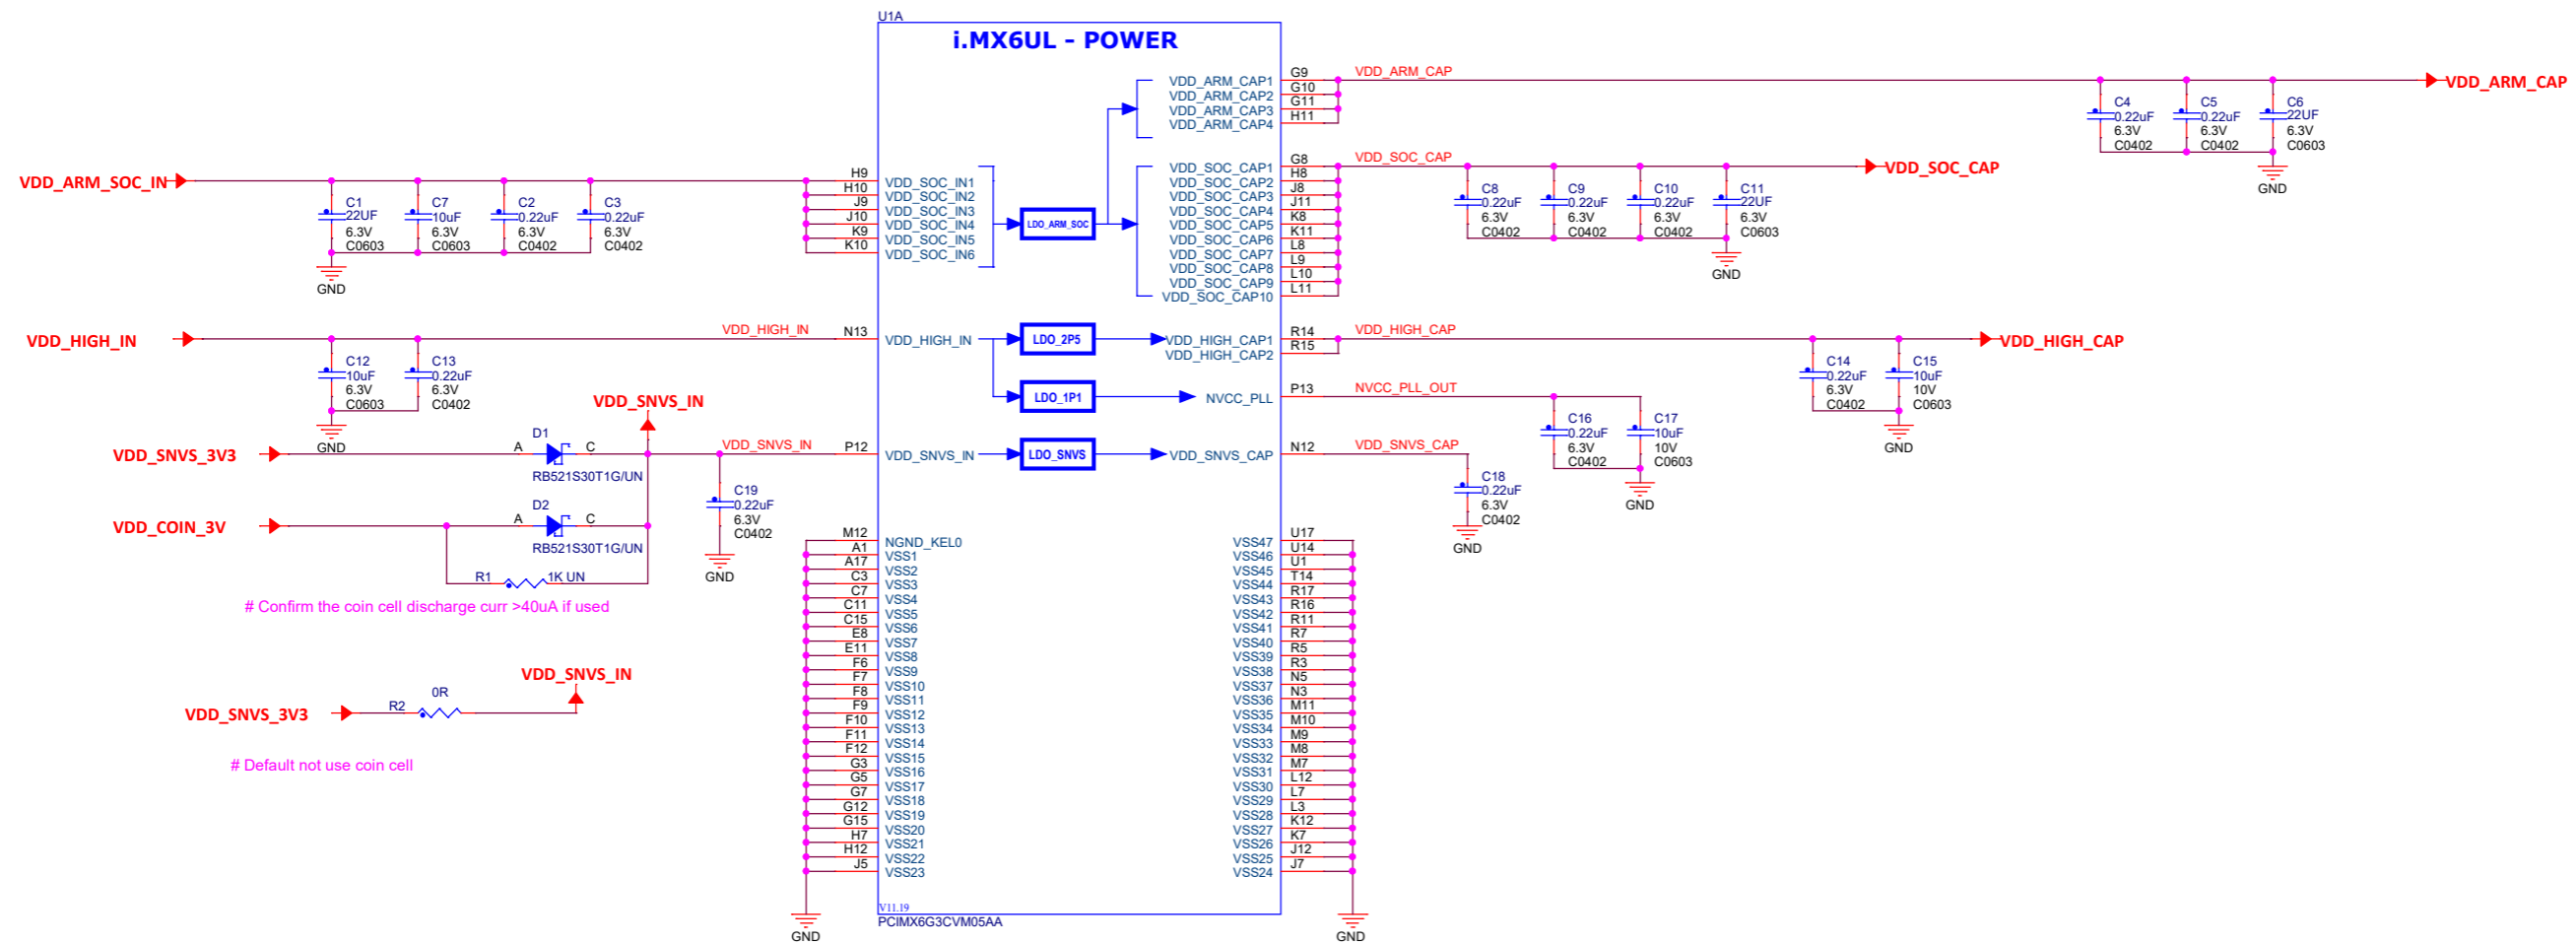 U1A
i.MX6UL - POWER
VDD_ARM_CAP1
VDD_ARM_CAP2
VDD_ARM_CAP3
VDD_ARM_CAP4
G9
G10
G11
H11
VDD_ARM_CAP
VDD_ARM_CAP
C4
0.22uF
6.3V
C0402
C5
0.22uF
6.3V
C0402
C6
22UF
6.3V
C0603
GND
VDD_ARM_SOC_IN
C1
22UF
6.3V
C0603
C7
10uF
6.3V
C0603
C2
0.22uF
6.3V
C0402
C3
0.22uF
6.3V
C0402
GND
H9
H10
J9
J10
K9
K10
VDD_SOC_IN1
VDD_SOC_IN2
VDD_SOC_IN3
VDD_SOC_IN4
VDD_SOC_IN5
VDD_SOC_IN6
LDO_ARM_SOC
VDD_SOC_CAP1
VDD_SOC_CAP2
VDD_SOC_CAP3
VDD_SOC_CAP4
VDD_SOC_CAP5
VDD_SOC_CAP6
VDD_SOC_CAP7
VDD_SOC_CAP8
VDD_SOC_CAP9
VDD_SOC_CAP10
G8
H8
J8
J11
K8
K11
L8
L9
L10
L11
VDD_SOC_CAP
VDD_SOC_CAP
C8
0.22uF
6.3V
C0402
C9
0.22uF
6.3V
C0402
C10
0.22uF
6.3V
C0402
C11
22UF
6.3V
C0603
GND
VDD_HIGH_IN
VDD_HIGH_IN
N13
VDD_HIGH_IN
LDO_2P5
VDD_HIGH_CAP1
VDD_HIGH_CAP2
R14
R15
VDD_HIGH_CAP
VDD_HIGH_CAP
C12
10uF
6.3V
C0603
C13
0.22uF
6.3V
C0402
GND
C14
0.22uF
6.3V
C0402
C15
10uF
10V
C0603
GND
LDO_1P1
NVCC_PLL
P13
NVCC_PLL_OUT
C16
0.22uF
6.3V
C0402
C17
10uF
10V
C0603
GND
VDD_SNVS_IN
VDD_SNVS_3V3
A
D1
C
RB521S30T1G/UN
VDD_SNVS_IN
P12
VDD_SNVS_IN
LDO_SNVS
VDD_SNVS_CAP
N12
VDD_SNVS_CAP
C18
0.22uF
6.3V
C0402
GND
C19
0.22uF
6.3V
C0402
GND
VDD_COIN_3V
A
D2
C
RB521S30T1G/UN
R1
1K UN
# Confirm the coin cell discharge curr >40uA if used
VDD_SNVS_IN
VDD_SNVS_3V3
R2
0R
# Default not use coin cell
M12
A1
A17
C3
C7
C11
C15
E8
E11
F6
F7
F8
F9
F10
F11
F12
G3
G5
G7
G12
G15
H7
H12
J5
NGND_KEL0
VSS1
VSS2
VSS3
VSS4
VSS5
VSS6
VSS7
VSS8
VSS9
VSS10
VSS11
VSS12
VSS13
VSS14
VSS15
VSS16
VSS17
VSS18
VSS19
VSS20
VSS21
VSS22
VSS23
VSS47
VSS46
VSS45
VSS44
VSS43
VSS42
VSS41
VSS40
VSS39
VSS38
VSS37
VSS36
VSS35
VSS34
VSS33
VSS32
VSS31
VSS30
VSS29
VSS28
VSS27
VSS26
VSS25
VSS24
U17
U14
U1
T14
R17
R16
R11
R7
R5
R3
N5
N3
M11
M10
M9
M8
M7
L12
L7
L3
K12
K7
J12
J7
V11.19
PCIMX6G3CVM05AA
GND
GND